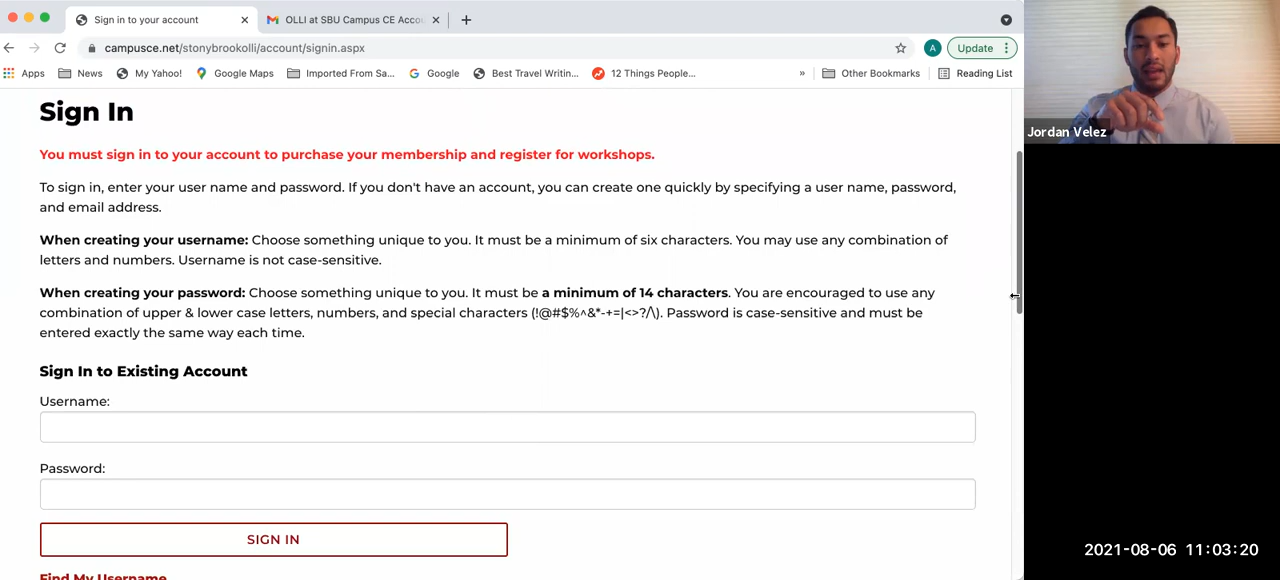 Sign in to your account
OLLI at SBU Campus CE Accou
campusce.net/stonybrookolli/account/signin.aspx
A
Update
Apps
News
My Yahoo!
Google Maps
Imported From Sa...
Google
Best Travel Writin...
12 Things People...
»
Other Bookmarks
Reading List
Sign In
You must sign in to your account to purchase your membership and register for workshops.
To sign in, enter your user name and password. If you don't have an account, you can create one quickly by specifying a user name, password,
and email address.
When creating your username: Choose something unique to you. It must be a minimum of six characters. You may use any combination of
letters and numbers. Username is not case-sensitive.
When creating your password: Choose something unique to you. It must be a minimum of 14 characters. You are encouraged to use any
combination of upper & lower case letters, numbers, and special characters (!@#$%^&*-+=|<>?/\). Password is case-sensitive and must be
entered exactly the same way each time.
Sign In to Existing Account
Username:
Password:
SIGN IN
Find My Username
Jordan Velez
2021-08-06 11:03:20